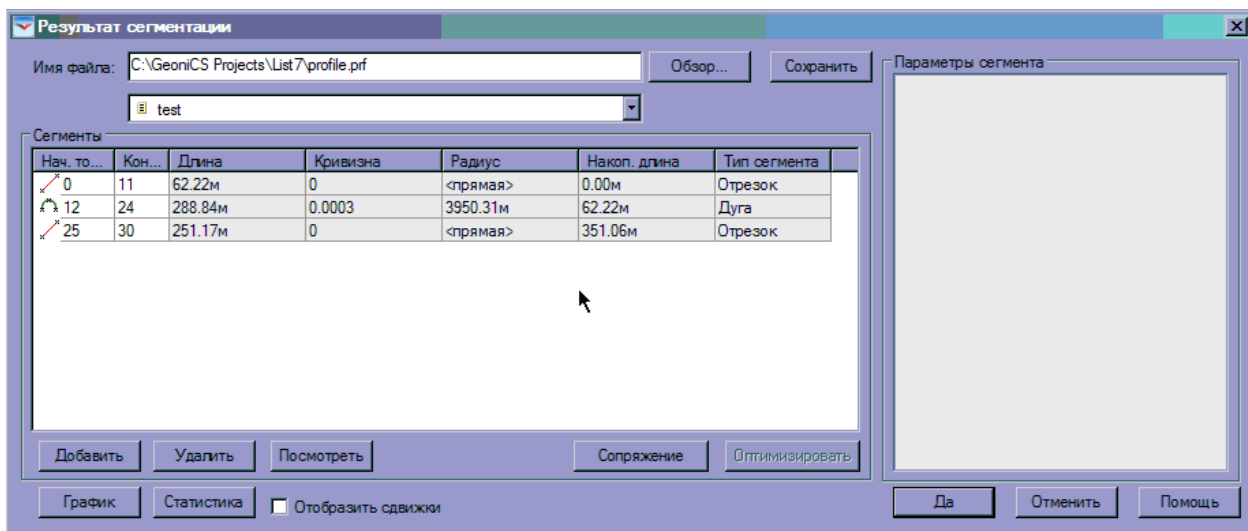 Результат сегментации
Имя файла: C:\GeoniCS Projects\List7\profile.prf Обзор... Сохранить
test
Параметры сегмента
Сегменты
Нач. то... Кон... Длина Кривизна Радиус Накоп. длина Тип сегмента
0 11 62.22м 0 <прямая> 0.00м Отрезок
12 24 288.84м 0.0003 3950.31м 62.22м Дуга
25 30 251.17м 0 <прямая> 351.06м Отрезок
Добавить Удалить Посмотреть Сопряжение Оптимизировать
График Статистика Отобразить сдвижки Да Отменить Помощь